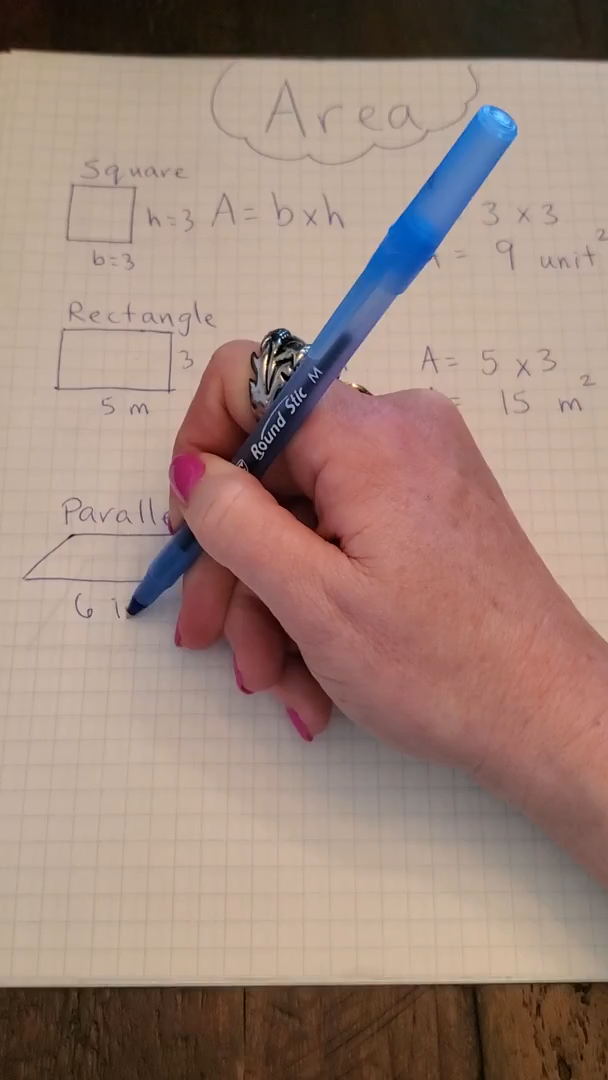 Area
Square
h=3 A = b x h 3 x 3
b=3 = 9 unit²
Rectangle
3 A = 5 x 3
5 m = 15 m²
Round Stic M
Paralle
6 i